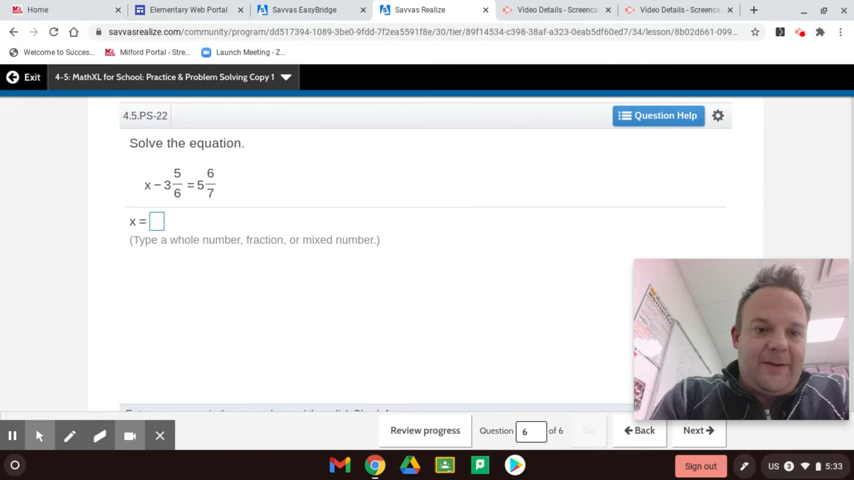 Home
Elementary Web Portal
Savvas EasyBridge
Savvas Realize
Video Details - Screencas
Video Details - Screenca
savvasrealize.com/community/program/dd517394-1089-3be0-9fdd-7f2ea5591f8e/30/tier/89f14534-c398-38af-a323-0eab5df60ed7/34/lesson/8b02d661-099...
Welcome to Succes...
Milford Portal - Stre...
Launch Meeting - Z...
Exit
4-5: MathXL for School: Practice & Problem Solving Copy 1
4.5.PS-22
Question Help
Solve the equation.
x − 3 5/6 = 5 6/7
x =
(Type a whole number, fraction, or mixed number.)
Review progress
Question 6 of 6
Back
Next
Sign out
US
3
5:33